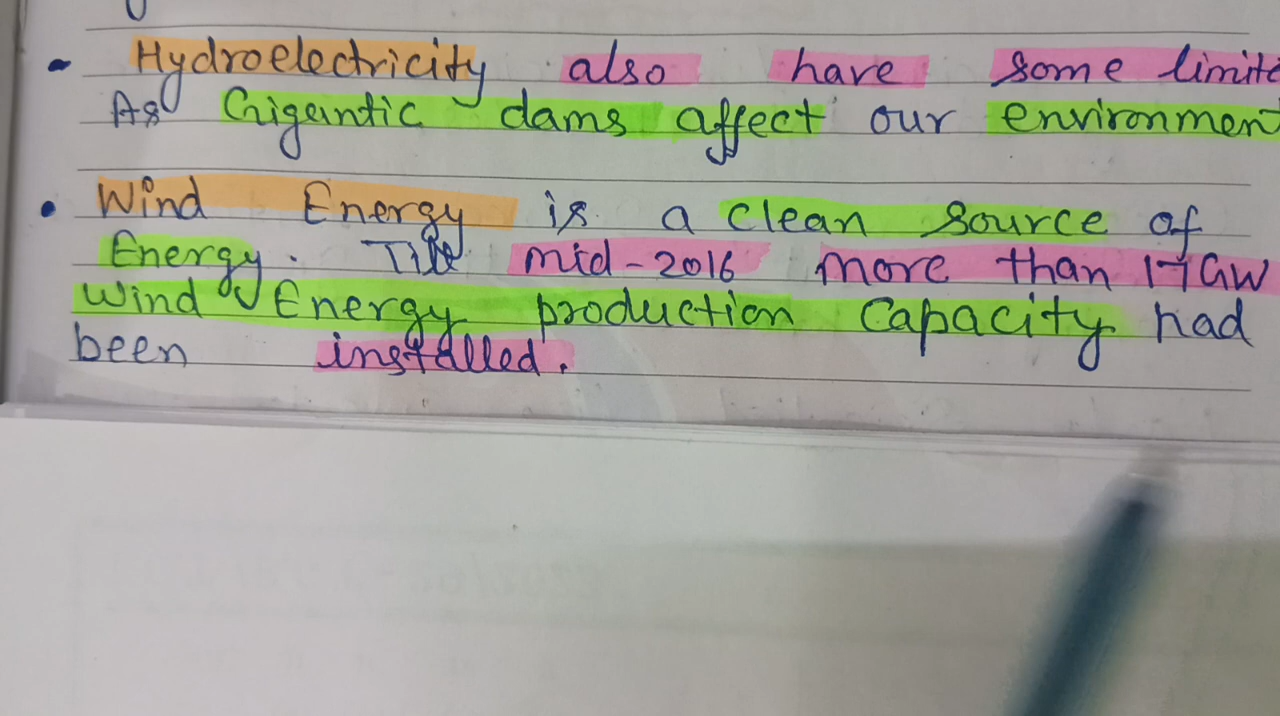 • Hydroelectricity also have some limit
As Gigantic dams affect our environment
• Wind Energy is a clean source of
Energy. Till mid-2016 more than 17GW
Wind Energy production capacity had
been installed.